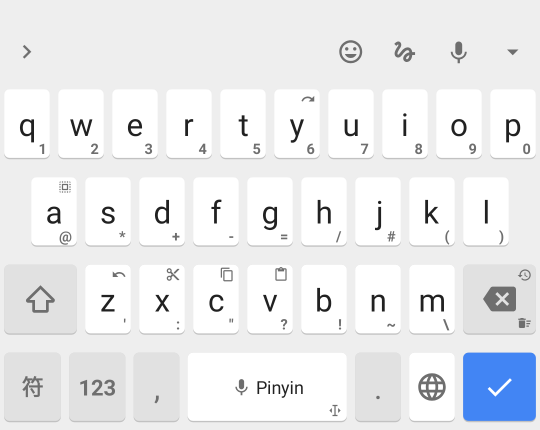 q w e r t y u i o p
1 2 3 4 5 6 7 8 9 0
a s d f g h j k l
@ * + - = / # ( )
z x c v b n m
' : " ? ! ~ \
符 123 , Pinyin .